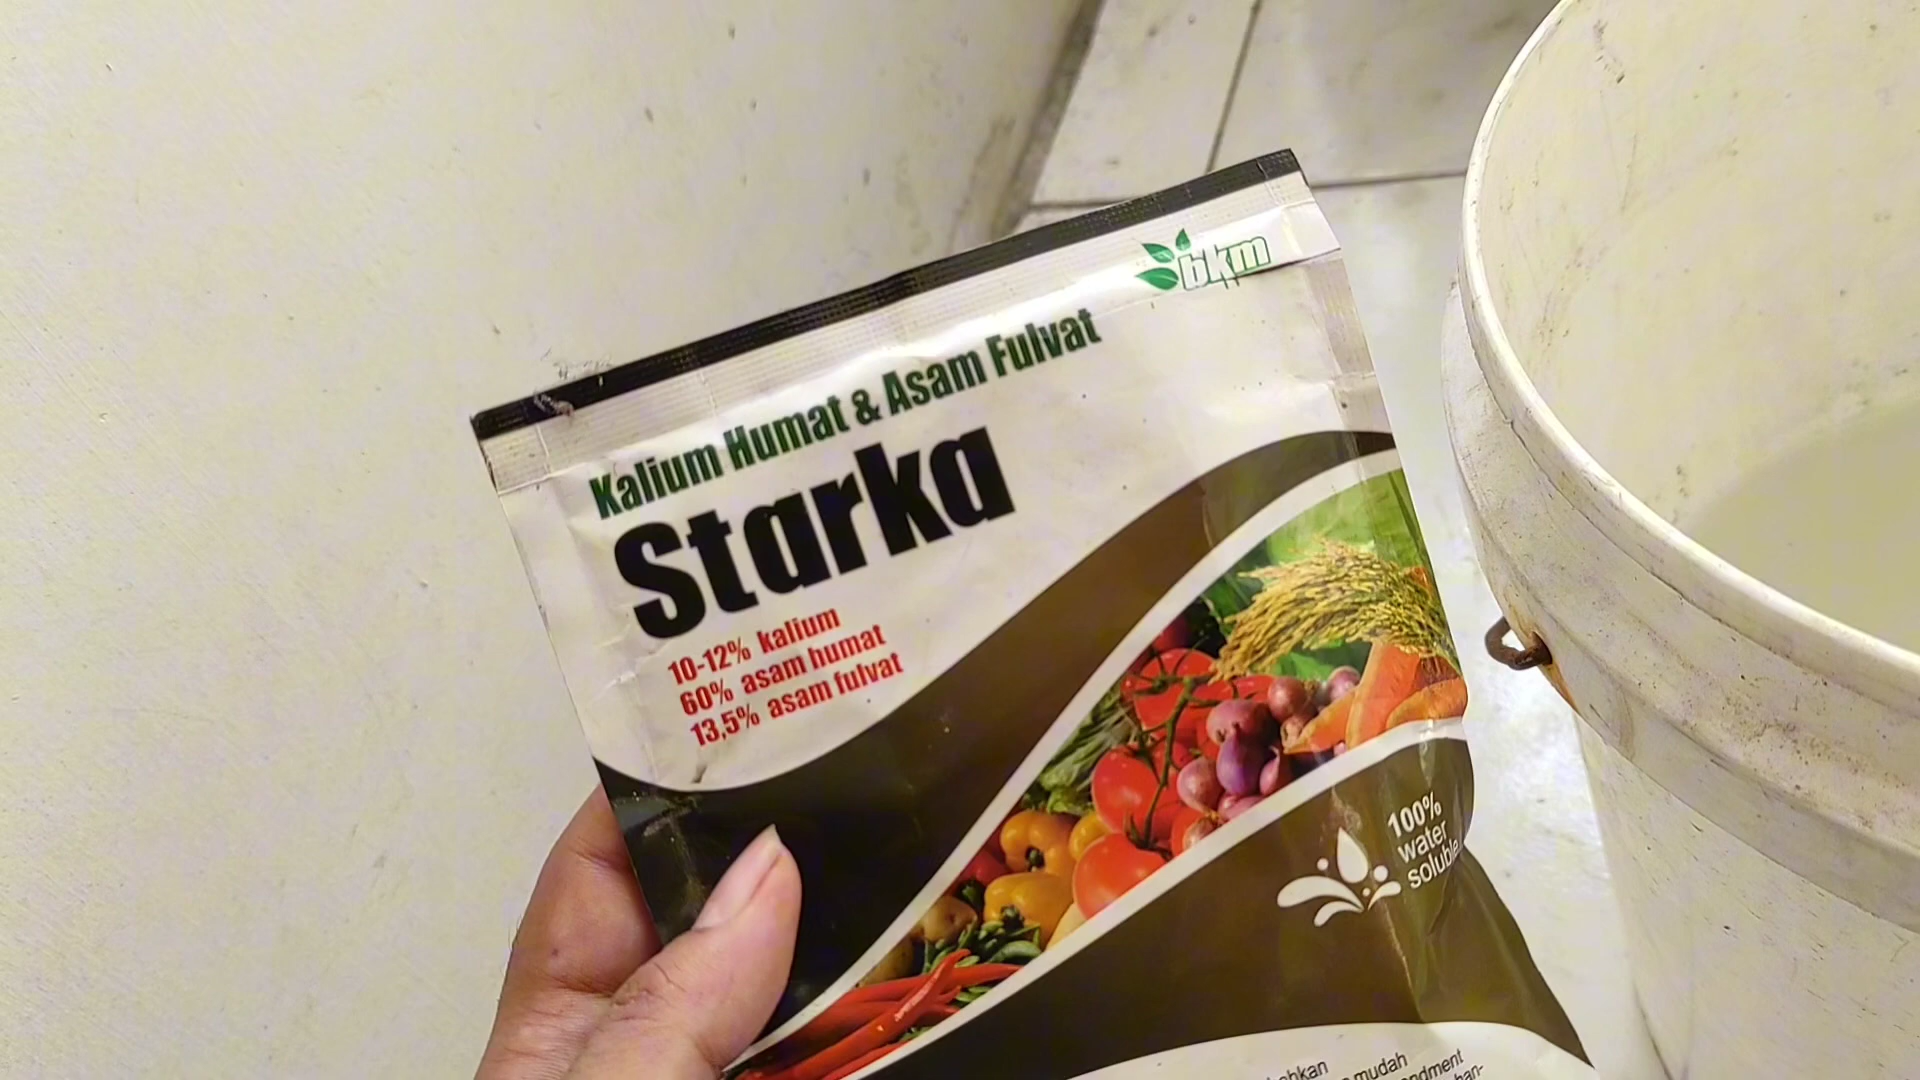 bkm
Kalium Humat & Asam Fulvat
Starka
10-12% kalium
60% asam humat
13,5% asam fulvat
100%
water
soluble
mudah